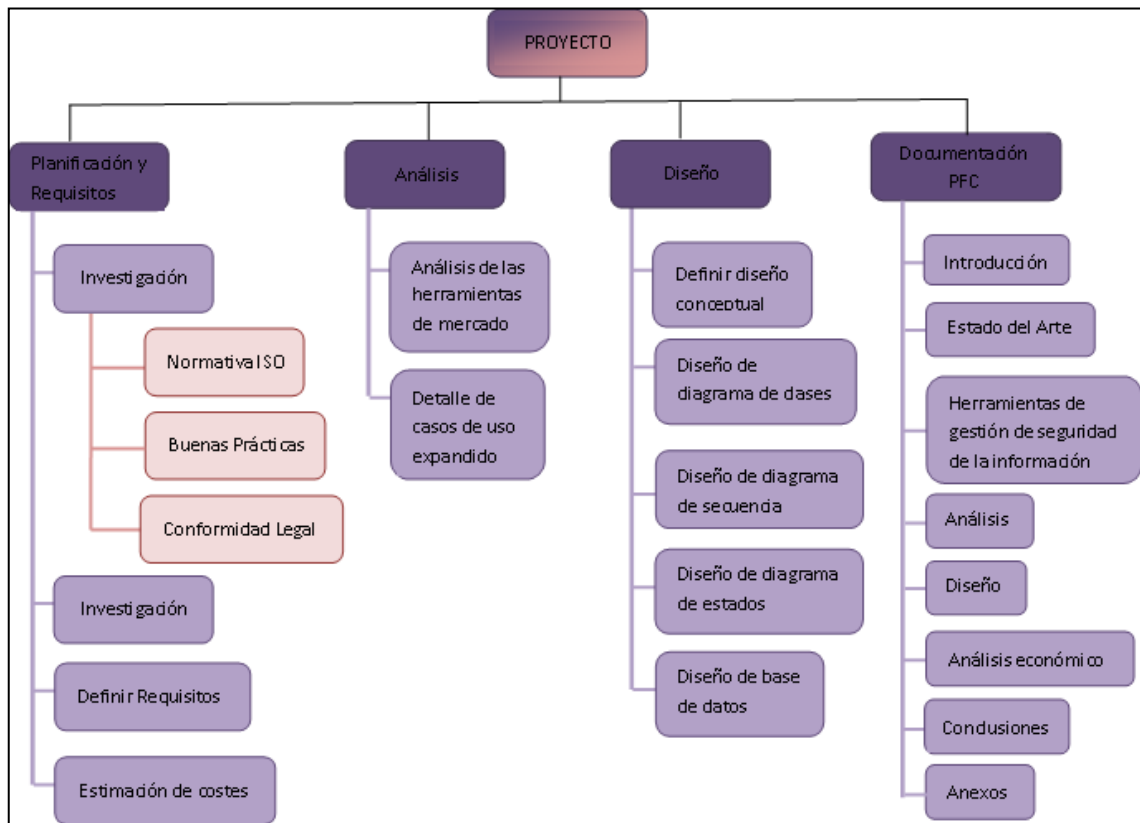 PROYECTO
Planificación y
Requisitos
Investigación
Normativa ISO
Buenas Prácticas
Conformidad Legal
Investigación
Definir Requisitos
Estimación de costes
Análisis
Análisis de las
herramientas
de mercado
Detalle de
casos de uso
expandido
Diseño
Definir diseño
conceptual
Diseño de
diagrama de clases
Diseño de diagrama
de secuencia
Diseño de diagrama
de estados
Diseño de base
de datos
Documentación
PFC
Introducción
Estado del Arte
Herramientas de
gestión de seguridad
de la información
Análisis
Diseño
Análisis económico
Conclusiones
Anexos